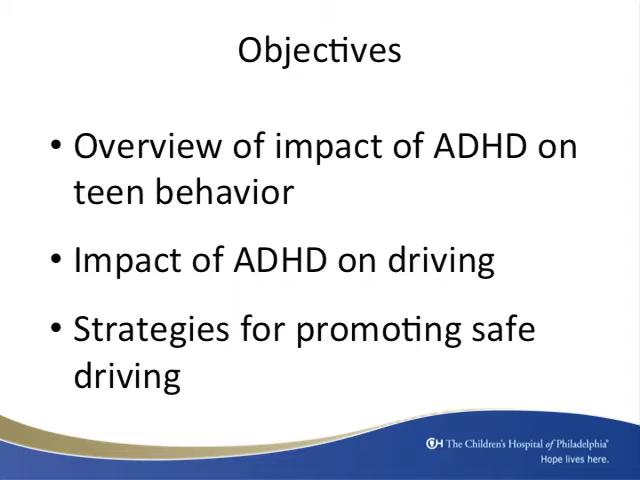 Objectives
• Overview of impact of ADHD on
teen behavior
• Impact of ADHD on driving
• Strategies for promoting safe
driving
CH The Children's Hospital of Philadelphia®
Hope lives here.